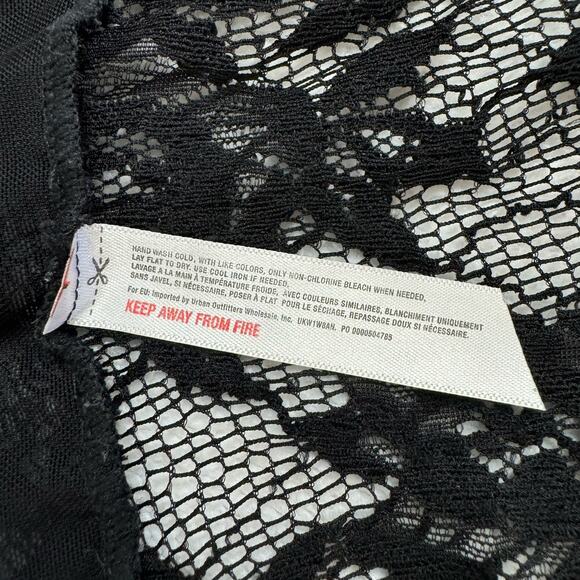 HAND WASH COLD, WITH LIKE COLORS, ONLY NON-CHLORINE BLEACH WHEN NEEDED,
LAY FLAT TO DRY. USE COOL IRON IF NEEDED.
LAVAGE A LA MAIN À TEMPÉRATURE FROIDE, AVEC COULEURS SIMILAIRES, BLANCHIMENT UNIQUEMENT
SANS JAVEL, SI NÉCESSAIRE, POSER À PLAT POUR LE SÉCHAGE, REPASSAGE DOUX SI NÉCESSAIRE.
For EU: Imported by Urban Outfitters Wholesale, Inc. UKW1W8AN. PO 0000504789
KEEP AWAY FROM FIRE